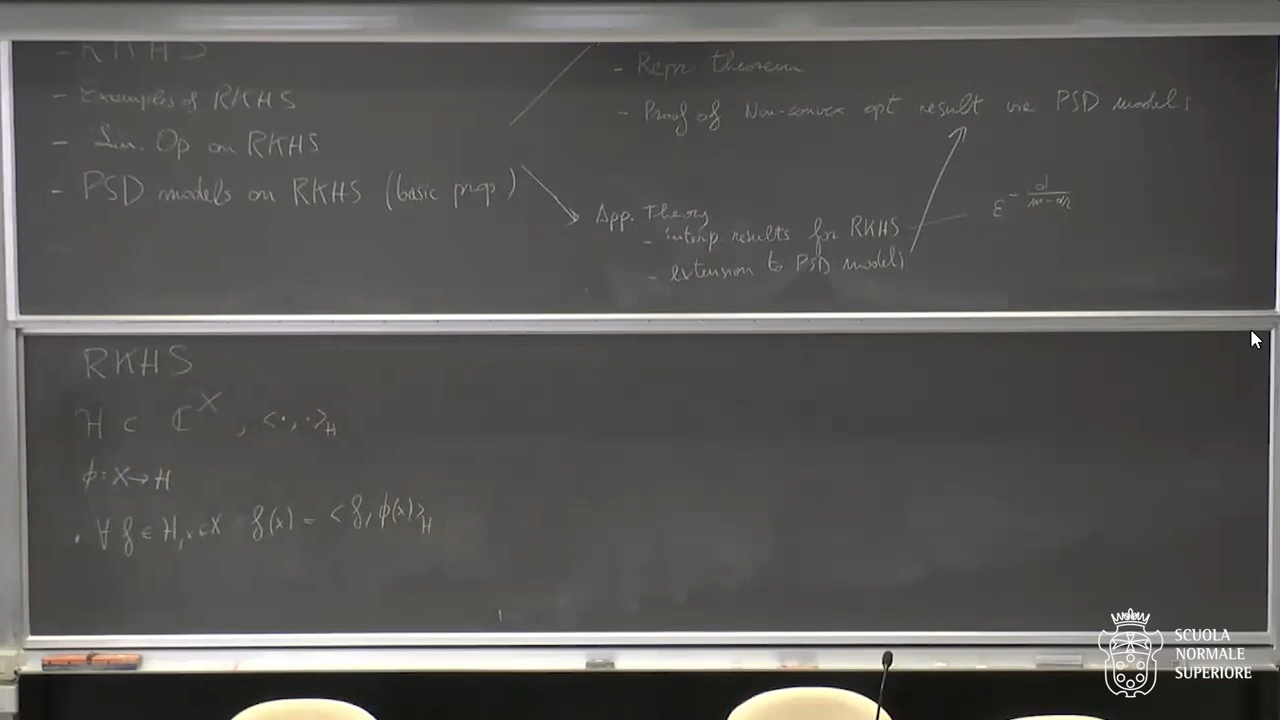 - RKHS
- Examples of RKHS
- Lin. Op on RKHS
- PSD models on RKHS (basic prop)
- Repr theorem
- Proof of Non-convex opt result via PSD models
App. Theory
- interp results for RKHS
- extension to PSD models
RKHS
H ⊂ ℂ^X , <·,·>_H
φ: X → H
· ∀ f ∈ H, x ∈ X f(x) = <f, φ(x)>_H
SCUOLA
NORMALE
SUPERIORE